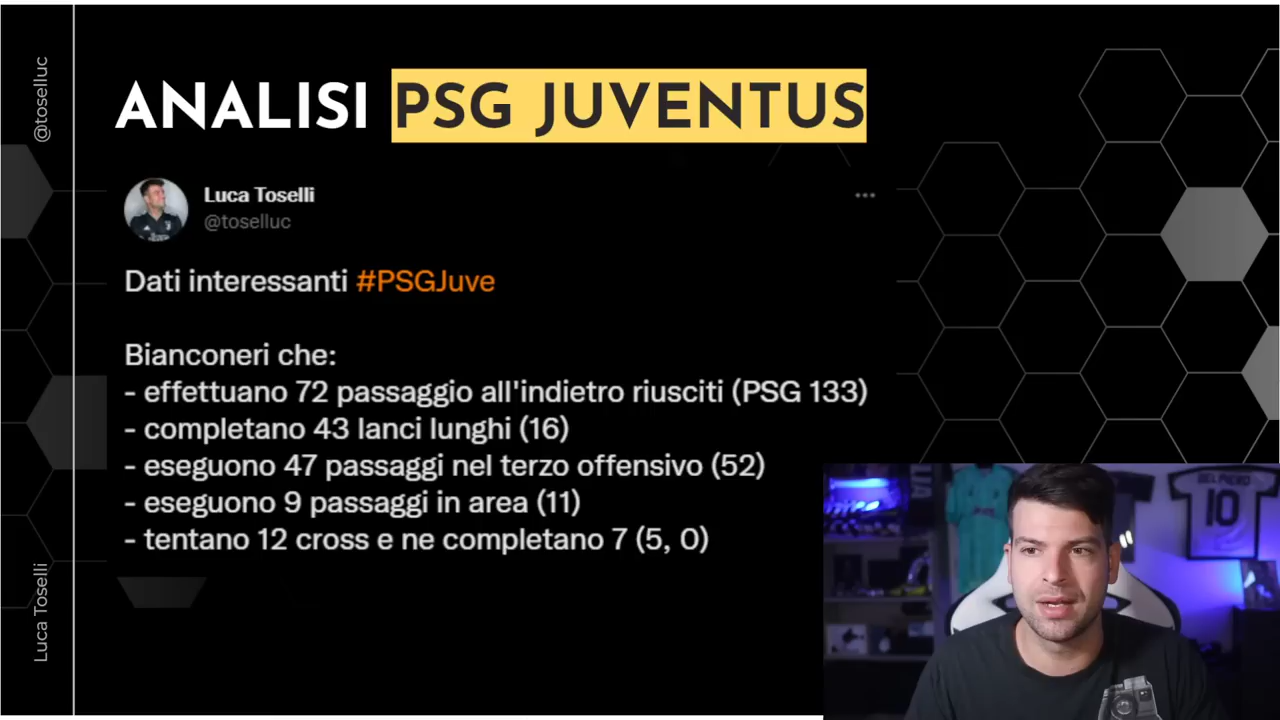 @toselluc
ANALISI PSG JUVENTUS
Luca Toselli
@toselluc
Dati interessanti #PSGJuve
Bianconeri che:
- effettuano 72 passaggio all'indietro riusciti (PSG 133)
- completano 43 lanci lunghi (16)
- eseguono 47 passaggi nel terzo offensivo (52)
- eseguono 9 passaggi in area (11)
- tentano 12 cross e ne completano 7 (5, 0)
Luca Toselli
DEL PIERO
10